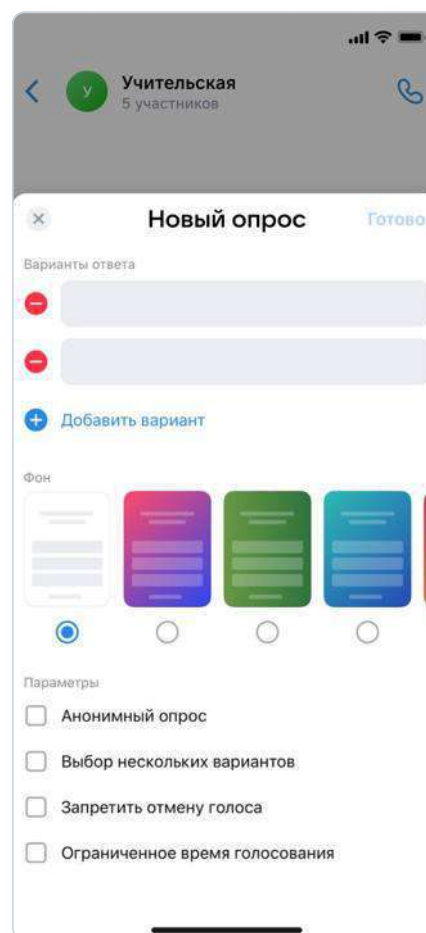 Учительская
У
5 участников
Новый опрос
Готово
Варианты ответа
Добавить вариант
Фон
Параметры
Анонимный опрос
Выбор нескольких вариантов
Запретить отмену голоса
Ограниченное время голосования